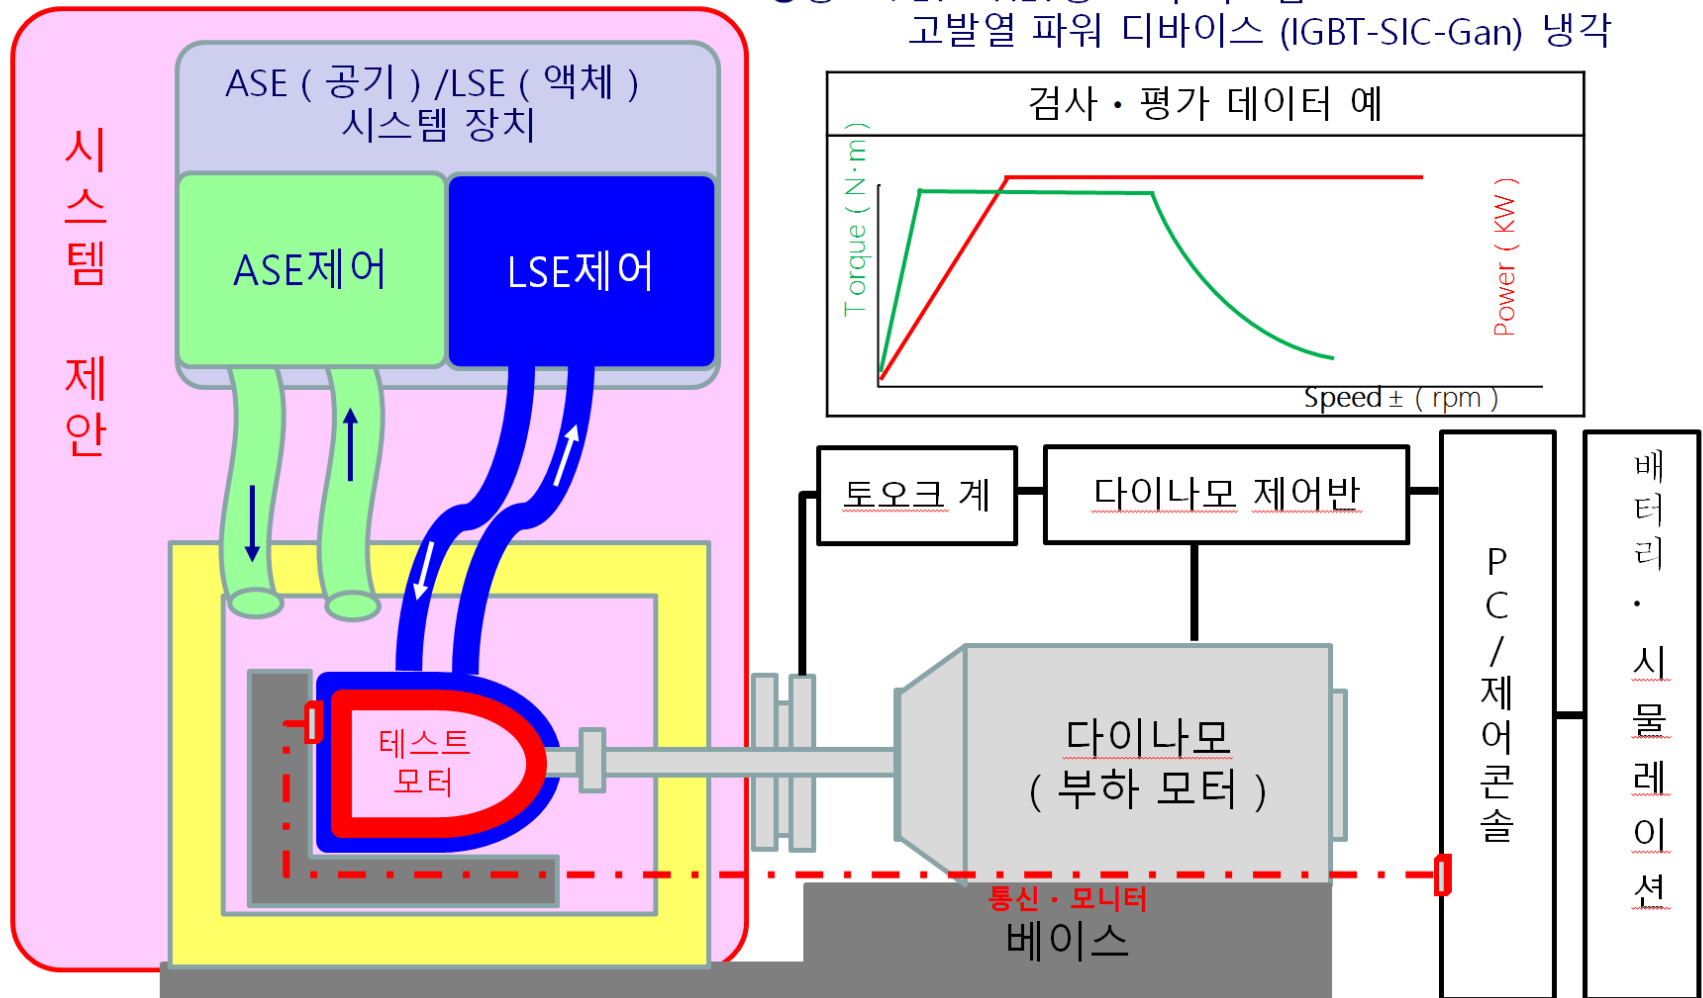 고발열 파워 디바이스 (IGBT-SIC-Gan) 냉각
ASE ( 공기 ) /LSE ( 액체 )
시스템 장치
시스템 제안
ASE제어
LSE제어
검사・평가 데이터 예
Torque ( N・m )
Power ( KW )
Speed ± ( rpm )
토오크 계
다이나모 제어반
PC/제어콘솔
배터리・시물레이션
테스트
모터
다이나모
( 부하 모터 )
통신・모니터
베이스